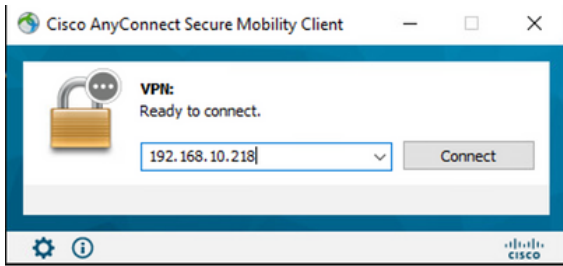 Cisco AnyConnect Secure Mobility Client
VPN:
Ready to connect.
192.168.10.218
Connect
CISCO